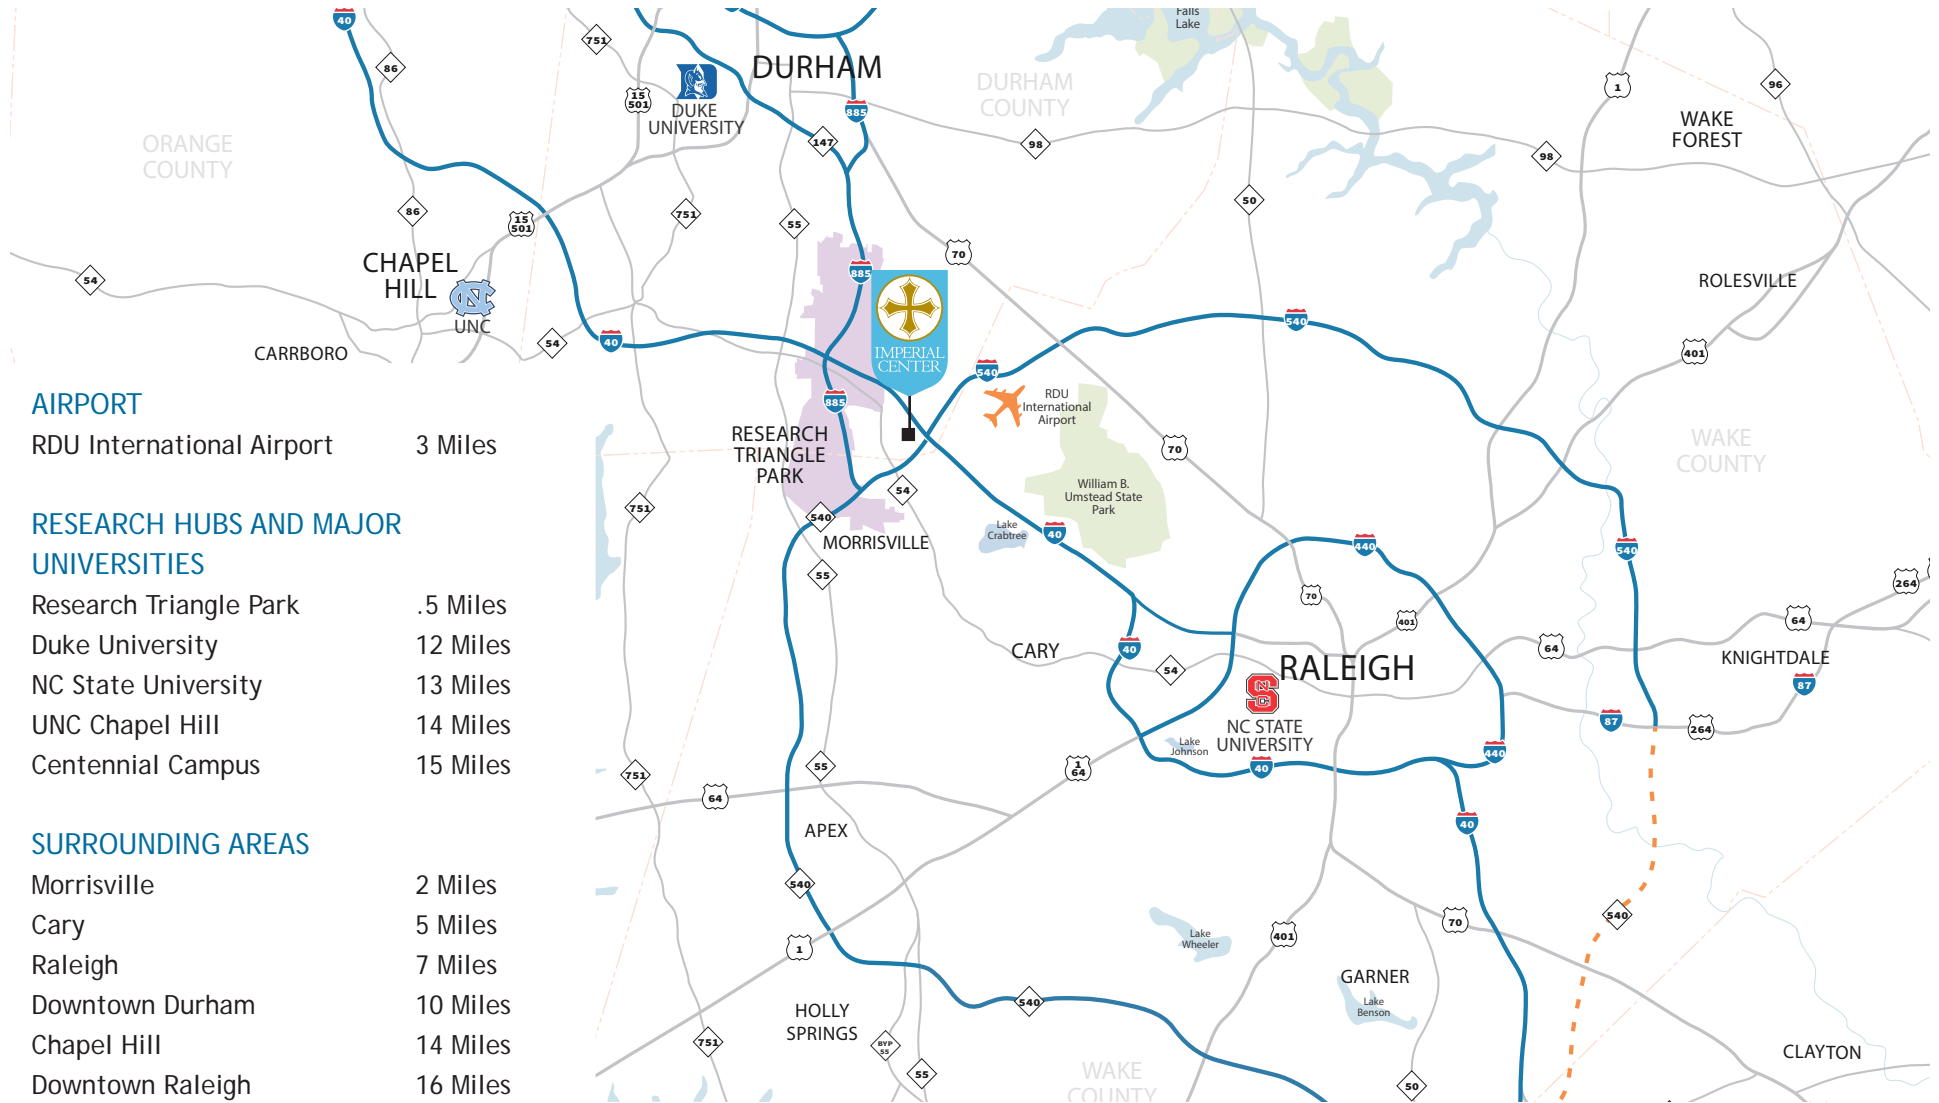 AIRPORT
RDU International Airport 3 Miles
RESEARCH HUBS AND MAJOR
UNIVERSITIES
Research Triangle Park .5 Miles
Duke University 12 Miles
NC State University 13 Miles
UNC Chapel Hill 14 Miles
Centennial Campus 15 Miles
SURROUNDING AREAS
Morrisville 2 Miles
Cary 5 Miles
Raleigh 7 Miles
Downtown Durham 10 Miles
Chapel Hill 14 Miles
Downtown Raleigh 16 Miles
40
86
751
15
501
DUKE
UNIVERSITY
DURHAM
885
147
DURHAM
COUNTY
Falls
Lake
98
1
96
WAKE
FOREST
98
ORANGE
COUNTY
86
15
501
751
55
50
70
54
CHAPEL
HILL
UNC
CARRBORO
54
40
885
IMPERIAL
CENTER
540
540
ROLESVILLE
401
885
RDU
International
Airport
RESEARCH
TRIANGLE
PARK
70
WAKE
COUNTY
William B.
Umstead State
Park
54
751
540
MORRISVILLE
Lake
Crabtree
40
440
540
55
70
401
264
64
64
CARY
40
54
RALEIGH
KNIGHTDALE
87
NC
S
NC STATE
UNIVERSITY
87
264
Lake
Johnson
440
40
1
64
55
751
64
APEX
40
540
540
1
Lake
Wheeler
401
70
GARNER
Lake
Benson
540
HOLLY
SPRINGS
BYP
55
751
55
WAKE
COUNTY
50
CLAYTON